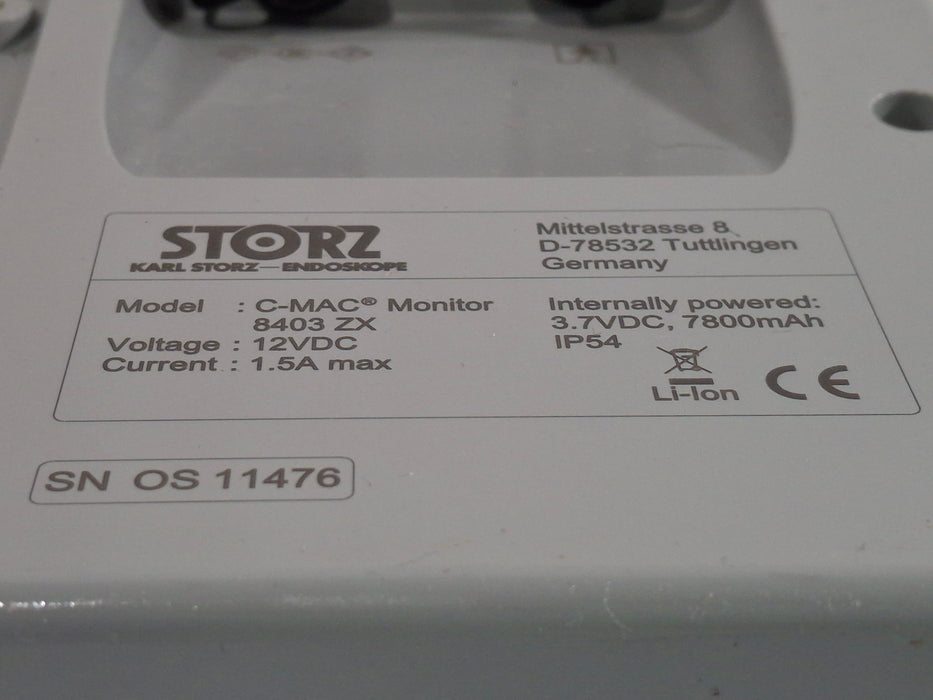 STORZ
KARL STORZ—ENDOSKOPE
Mittelstrasse 8
D-78532 Tuttlingen
Germany
Model : C-MAC® Monitor
8403 ZX
Voltage : 12VDC
Current : 1.5A max
Internally powered:
3.7VDC, 7800mAh
IP54
Li-Ion
CE
SN OS 11476